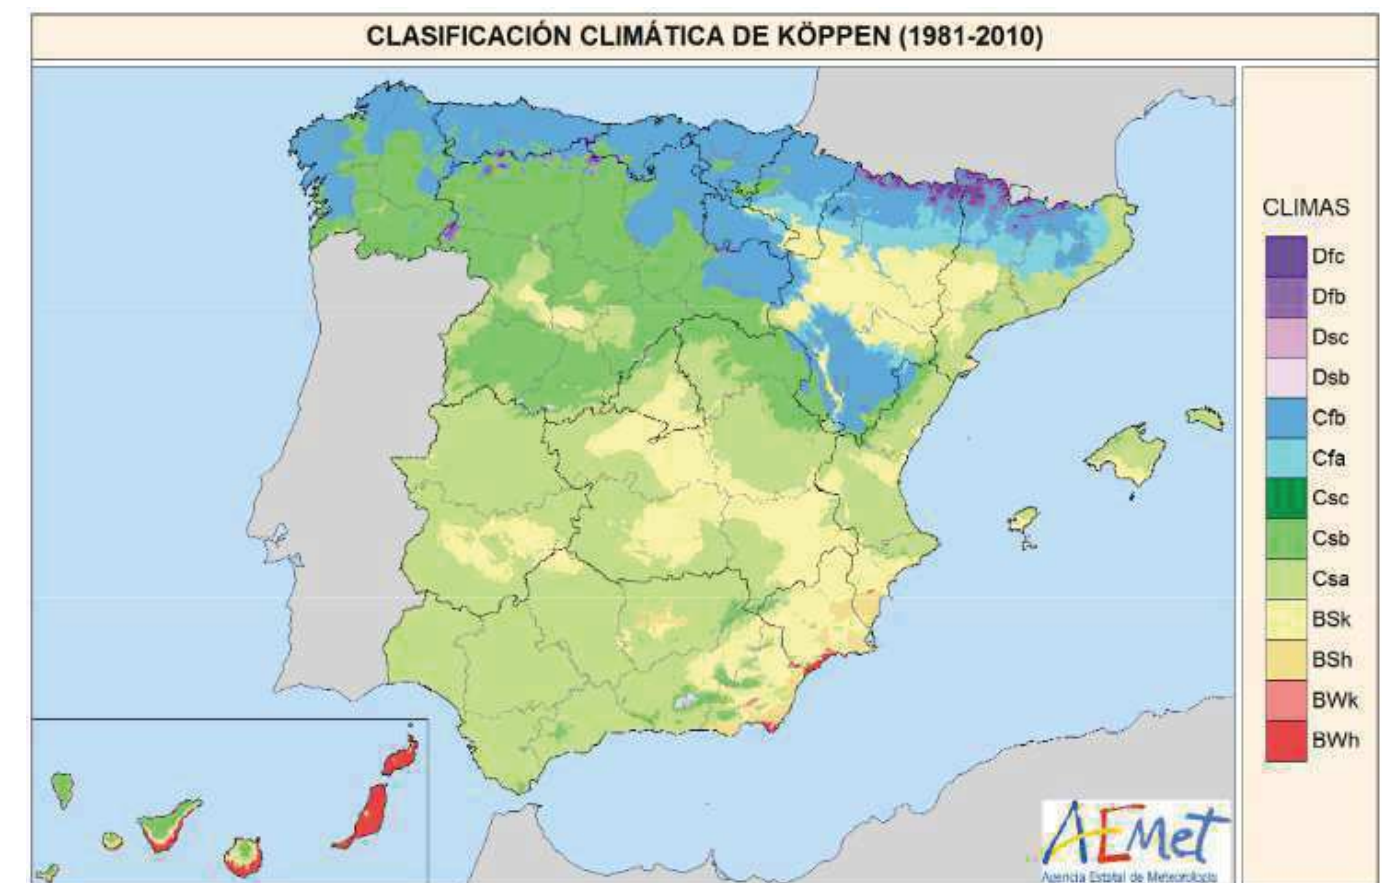 CLASIFICACIÓN CLIMÁTICA DE KÖPPEN (1981-2010)
CLIMAS
Dfc
Dfb
Dsc
Dsb
Cfb
Cfa
Csc
Csb
Csa
BSk
BSh
BWk
BWh
AEMet
Agencia Estatal de Meteorología